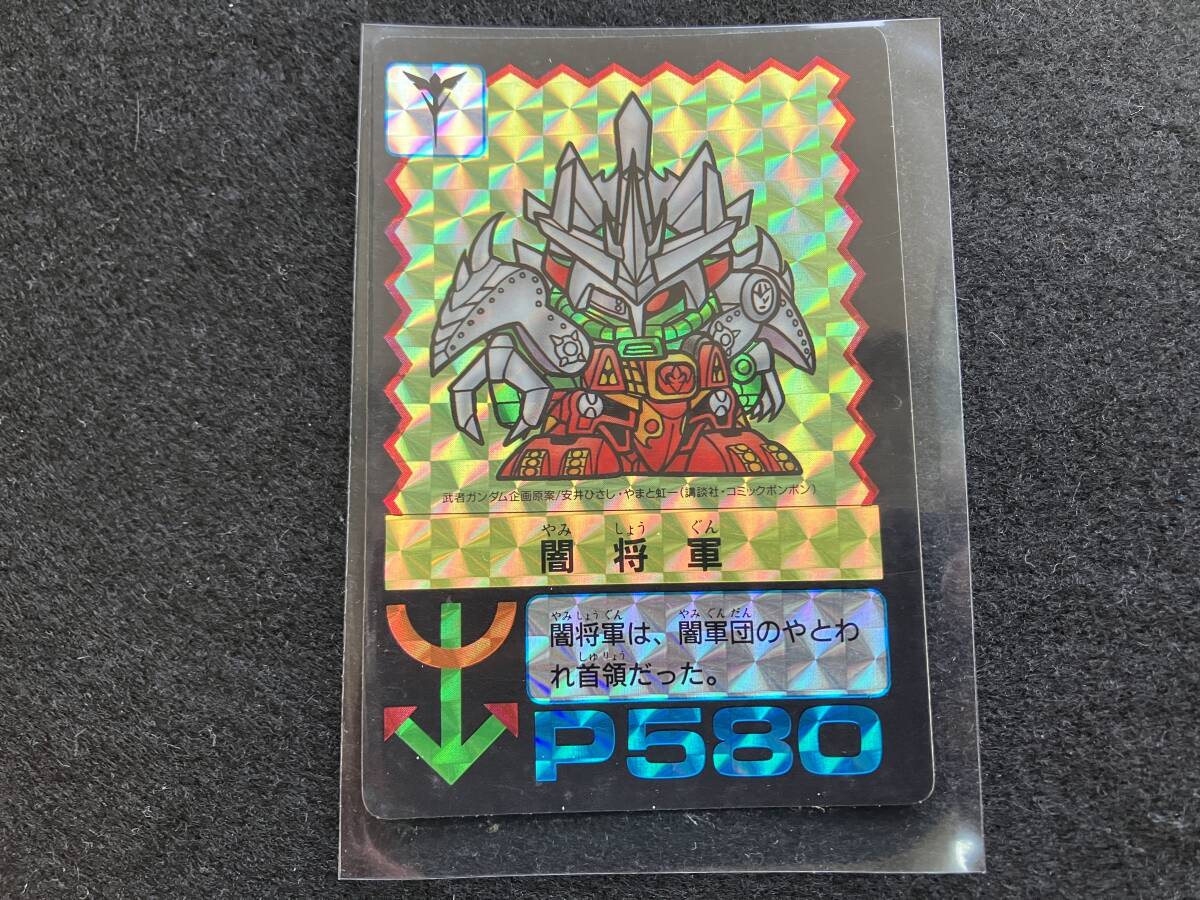 武者ガンダム企画原案/安井ひさし・やまと虹一(講談社・コミックボンボン)
やみ しょう ぐん
闇将軍
やみしょうぐん やみぐんだん
闇将軍は、闇軍団のやとわ
しゅりょう
れ首領だった。
P580